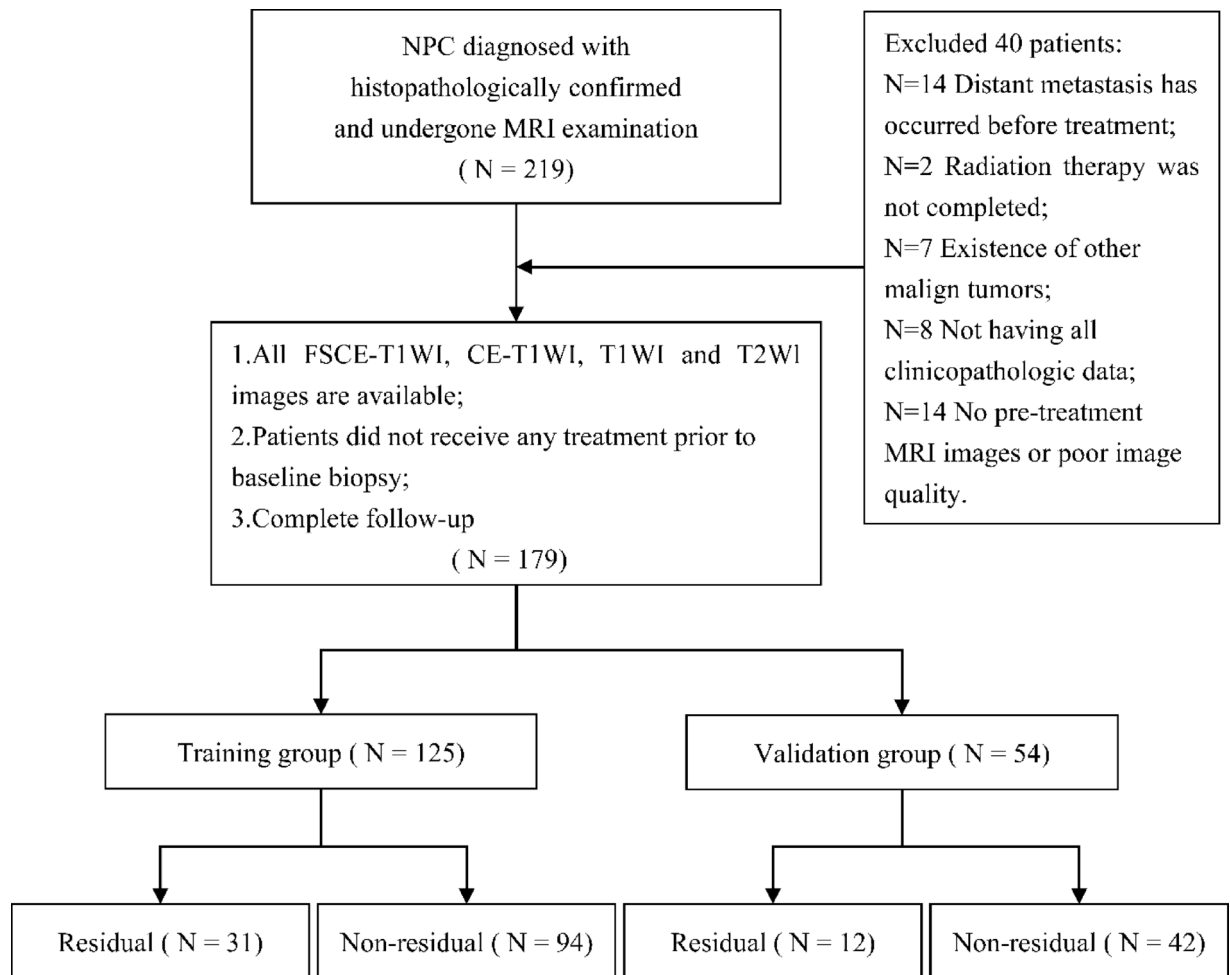 NPC diagnosed with
histopathologically confirmed
and undergone MRI examination
( N = 219)
Excluded 40 patients:
N=14 Distant metastasis has
occurred before treatment;
N=2 Radiation therapy was
not completed;
N=7 Existence of other
malign tumors;
N=8 Not having all
clinicopathologic data;
N=14 No pre-treatment
MRI images or poor image
quality.
1.All FSCE-T1WI, CE-T1WI, T1WI and T2WI
images are available;
2.Patients did not receive any treatment prior to
baseline biopsy;
3.Complete follow-up
( N = 179)
Training group ( N = 125)
Validation group ( N = 54)
Residual ( N = 31)
Non-residual ( N = 94)
Residual ( N = 12)
Non-residual ( N = 42)